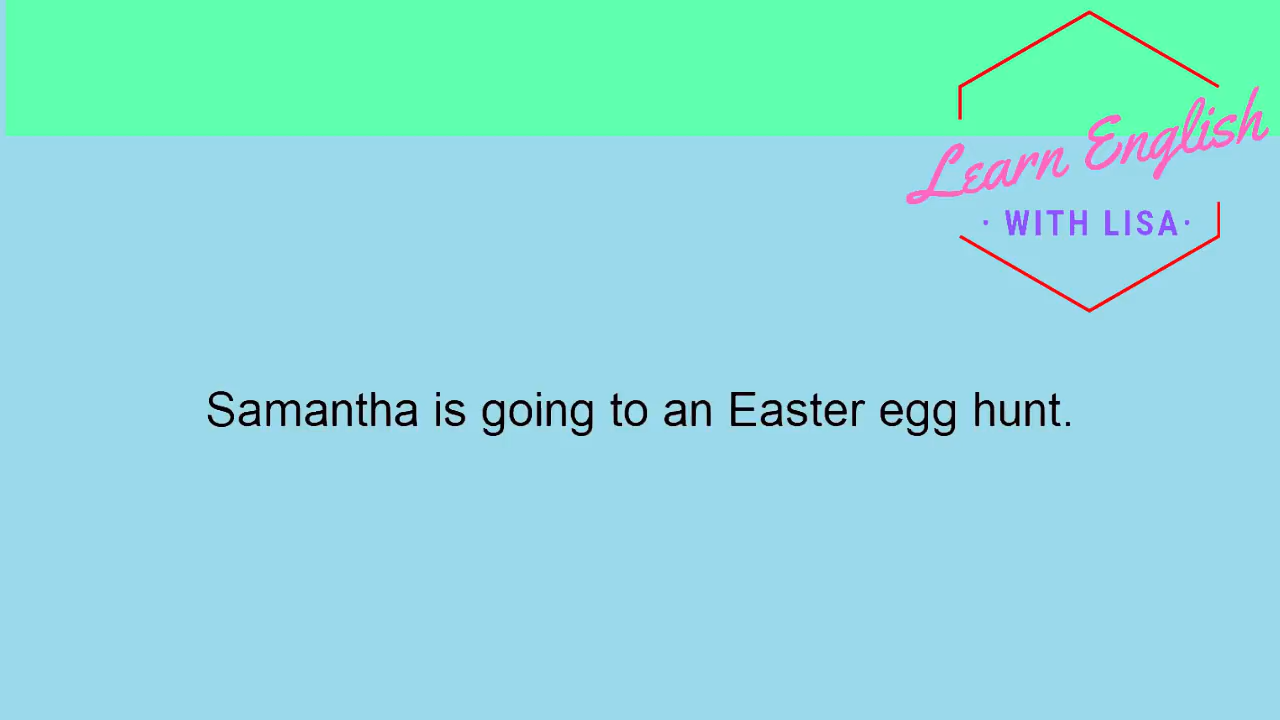 Learn English
· WITH LISA·
Samantha is going to an Easter egg hunt.